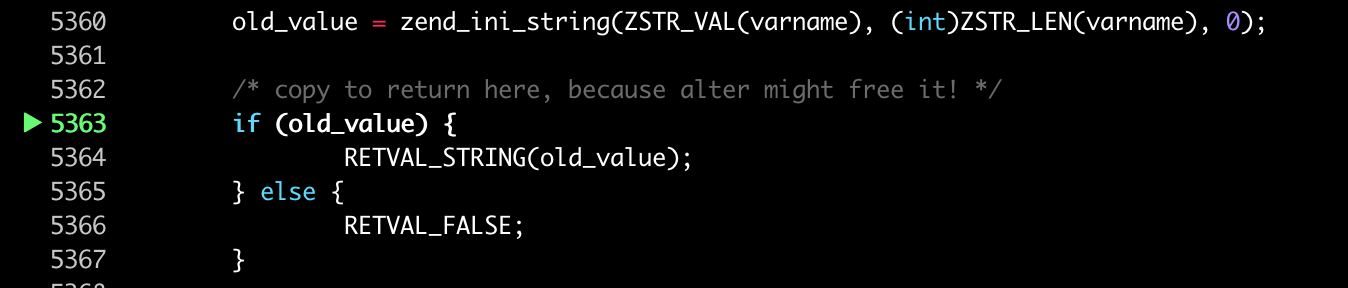 5360 old_value = zend_ini_string(ZSTR_VAL(varname), (int)ZSTR_LEN(varname), 0);
5361
5362 /* copy to return here, because alter might free it! */
5363 if (old_value) {
5364 RETVAL_STRING(old_value);
5365 } else {
5366 RETVAL_FALSE;
5367 }